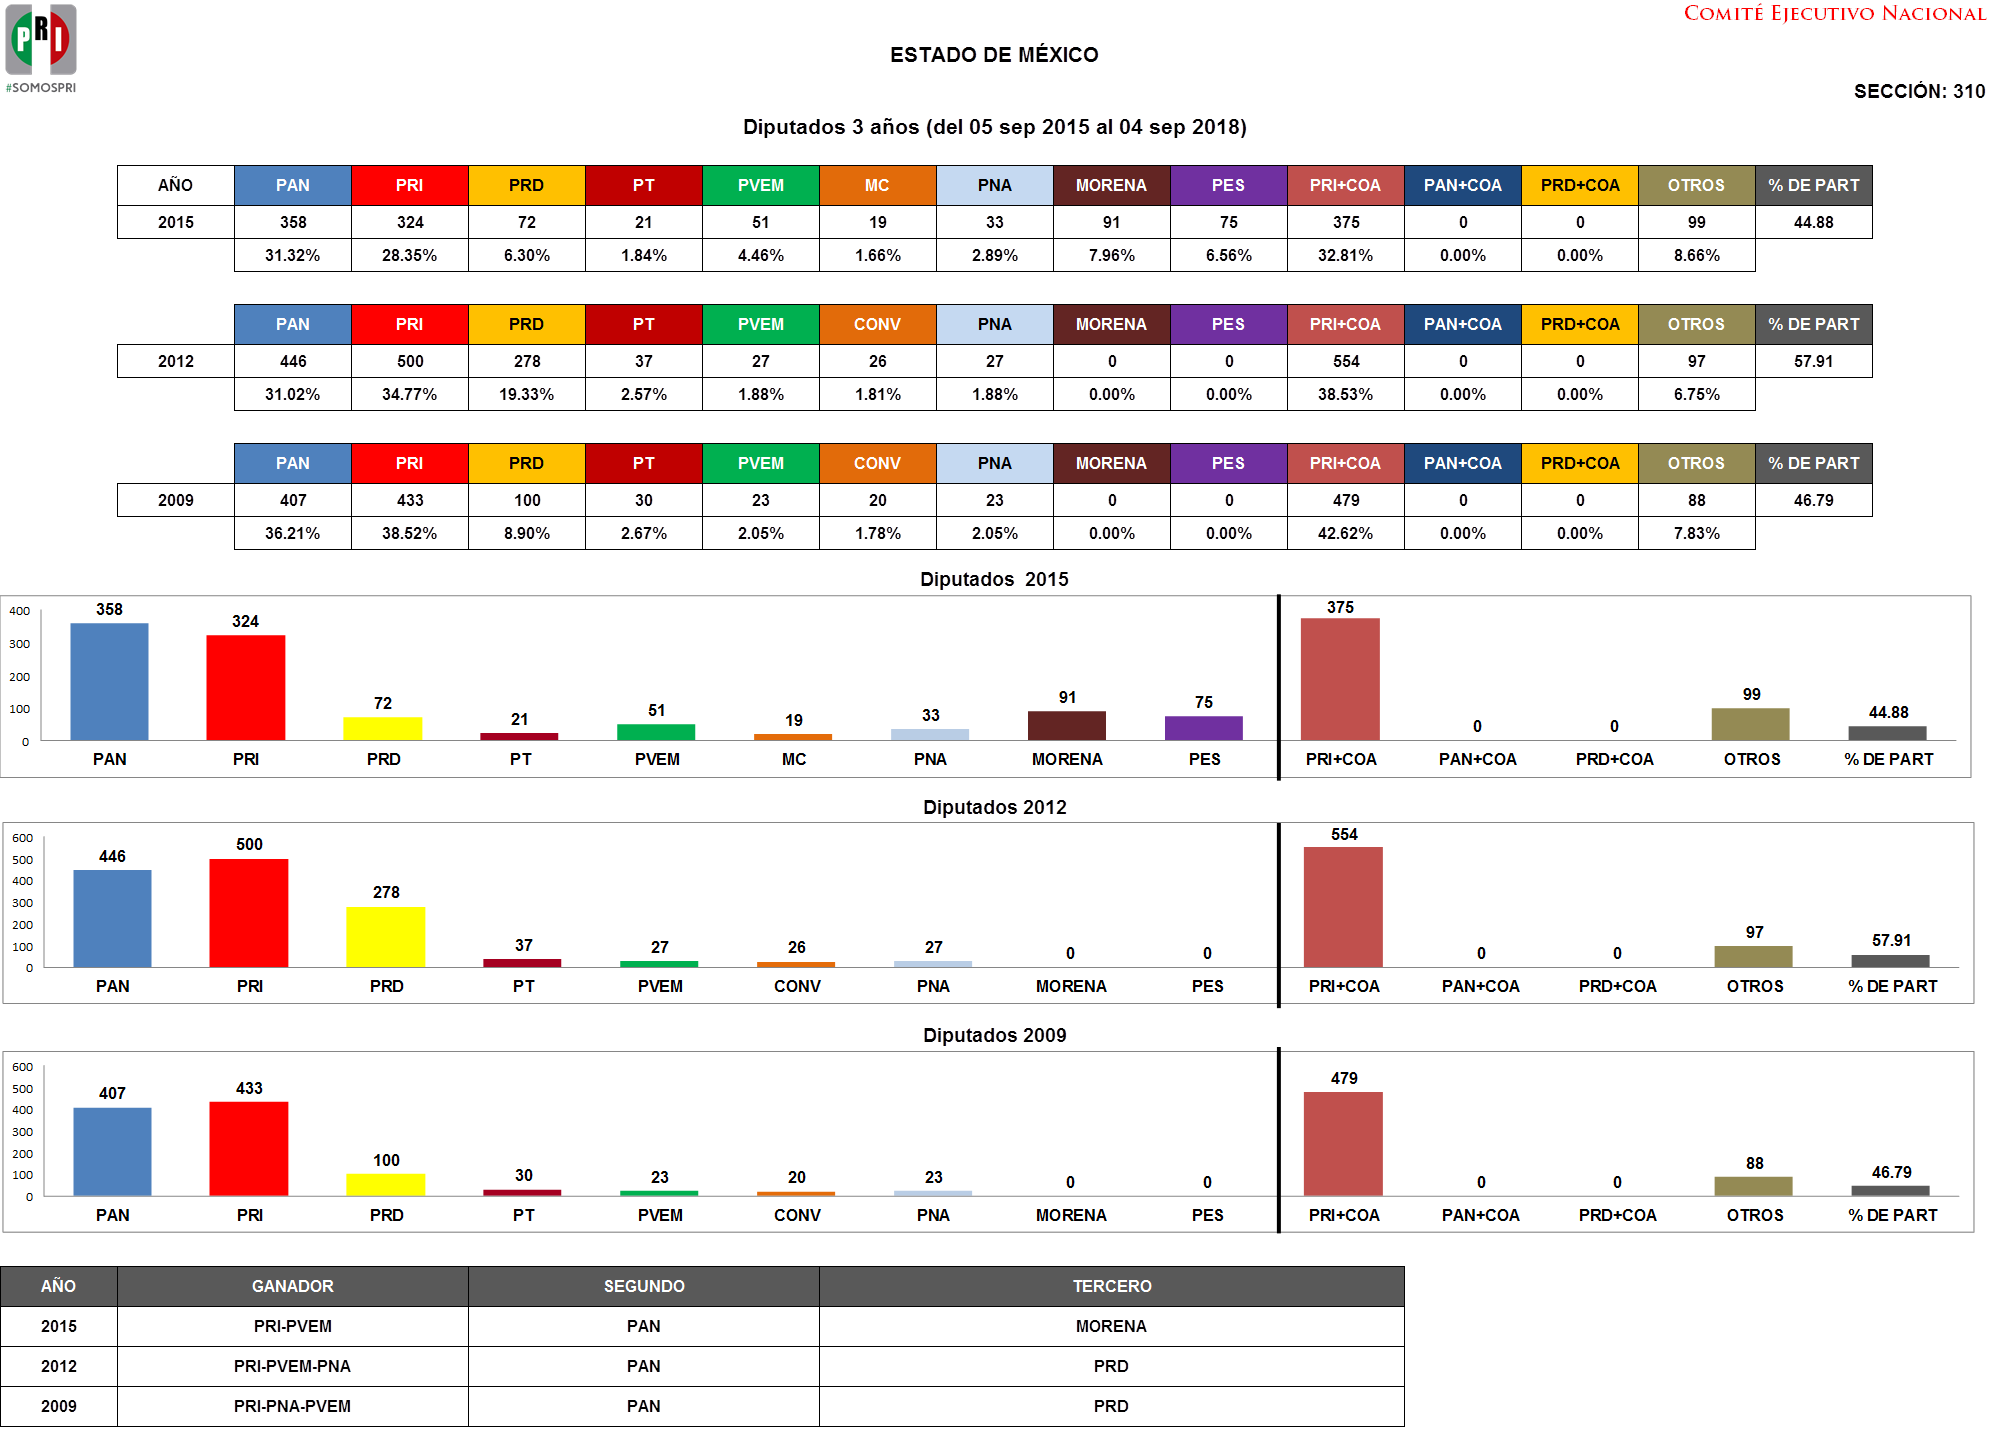 PRI
#SOMOSPRI
COMITÉ EJECUTIVO NACIONAL
ESTADO DE MÉXICO
SECCIÓN: 310
Diputados 3 años (del 05 sep 2015 al 04 sep 2018)
AÑO PAN PRI PRD PT PVEM MC PNA MORENA PES PRI+COA PAN+COA PRD+COA OTROS % DE PART
2015 358 324 72 21 51 19 33 91 75 375 0 0 99 44.88
31.32% 28.35% 6.30% 1.84% 4.46% 1.66% 2.89% 7.96% 6.56% 32.81% 0.00% 0.00% 8.66%
PAN PRI PRD PT PVEM CONV PNA MORENA PES PRI+COA PAN+COA PRD+COA OTROS % DE PART
2012 446 500 278 37 27 26 27 0 0 554 0 0 97 57.91
31.02% 34.77% 19.33% 2.57% 1.88% 1.81% 1.88% 0.00% 0.00% 38.53% 0.00% 0.00% 6.75%
PAN PRI PRD PT PVEM CONV PNA MORENA PES PRI+COA PAN+COA PRD+COA OTROS % DE PART
2009 407 433 100 30 23 20 23 0 0 479 0 0 88 46.79
36.21% 38.52% 8.90% 2.67% 2.05% 1.78% 2.05% 0.00% 0.00% 42.62% 0.00% 0.00% 7.83%
Diputados 2015
400
300
200
100
0
358 324 72 21 51 19 33 91 75 375 0 0 99 44.88
PAN PRI PRD PT PVEM MC PNA MORENA PES PRI+COA PAN+COA PRD+COA OTROS % DE PART
Diputados 2012
600
500
400
300
200
100
0
446 500 278 37 27 26 27 0 0 554 0 0 97 57.91
PAN PRI PRD PT PVEM CONV PNA MORENA PES PRI+COA PAN+COA PRD+COA OTROS % DE PART
Diputados 2009
600
500
400
300
200
100
0
407 433 100 30 23 20 23 0 0 479 0 0 88 46.79
PAN PRI PRD PT PVEM CONV PNA MORENA PES PRI+COA PAN+COA PRD+COA OTROS % DE PART
AÑO GANADOR SEGUNDO TERCERO
2015 PRI-PVEM PAN MORENA
2012 PRI-PVEM-PNA PAN PRD
2009 PRI-PNA-PVEM PAN PRD